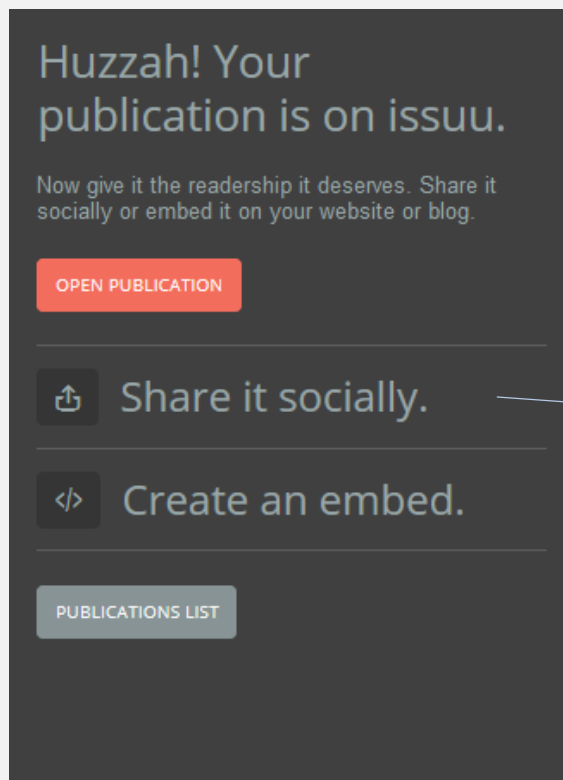 Huzzah! Your
publication is on issuu.
Now give it the readership it deserves. Share it
socially or embed it on your website or blog.
OPEN PUBLICATION
Share it socially.
</> Create an embed.
PUBLICATIONS LIST